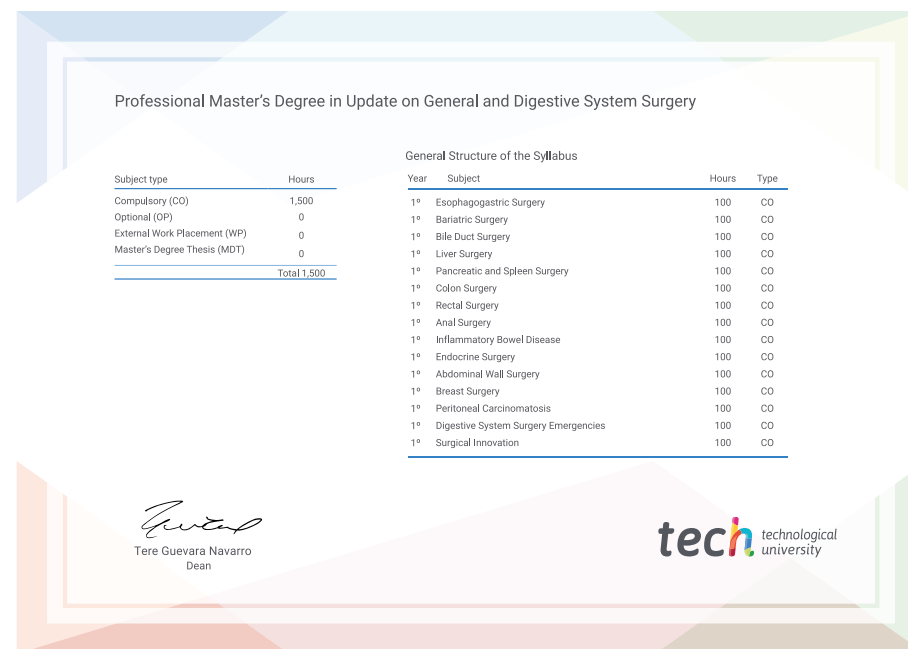 Professional Master's Degree in Update on General and Digestive System Surgery
Subject type Hours
Compulsory (CO) 1,500
Optional (OP) 0
External Work Placement (WP) 0
Master's Degree Thesis (MDT) 0
Total 1,500
General Structure of the Syllabus
Year Subject Hours Type
1º Esophagogastric Surgery 100 CO
1º Bariatric Surgery 100 CO
1º Bile Duct Surgery 100 CO
1º Liver Surgery 100 CO
1º Pancreatic and Spleen Surgery 100 CO
1º Colon Surgery 100 CO
1º Rectal Surgery 100 CO
1º Anal Surgery 100 CO
1º Inflammatory Bowel Disease 100 CO
1º Endocrine Surgery 100 CO
1º Abdominal Wall Surgery 100 CO
1º Breast Surgery 100 CO
1º Peritoneal Carcinomatosis 100 CO
1º Digestive System Surgery Emergencies 100 CO
1º Surgical Innovation 100 CO
Tere Guevara Navarro
Dean
tech technological
university